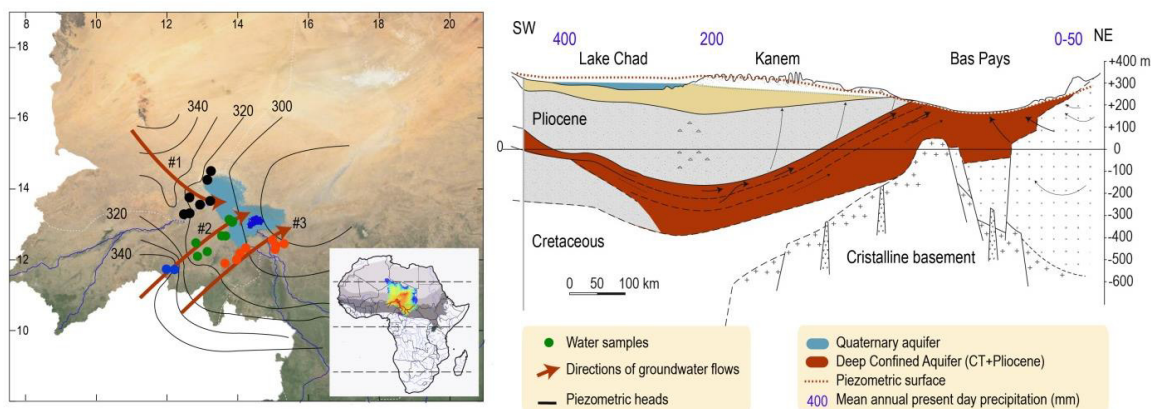 8 10 12 14 16 18
18
16
14
12
10
340 320 300
#1
320
#2
#3
340
Water samples
Directions of groundwater flows
Piezometric heads
SW
NE
400 200 0-50
Lake Chad Kanem Bas Pays
+400 m
+300
+200
+100
0
0
-100
-200
-300
-400
-500
-600
Pliocene
Cretaceous
Cristalline basement
0 50 100 km
Quaternary aquifer
Deep Confined Aquifer (CT+Pliocene)
Piezometric surface
400 Mean annual present day precipitation (mm)